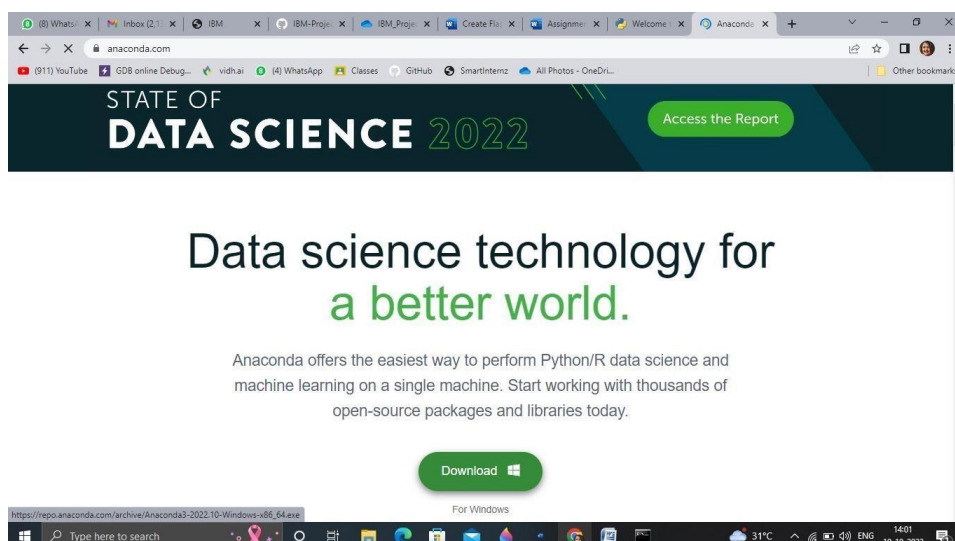 (8) Whats
Inbox (2,1
IBM
IBM-Proje
IBM_Proje
Create Fla
Assignme
Welcome
Anaconda
anaconda.com
(911) YouTube
GDB online Debug...
vidh.ai
(4) WhatsApp
Classes
GitHub
SmartInternz
All Photos - OneDri...
Other bookmark
STATE OF
DATA SCIENCE 2022
Access the Report
Data science technology for
a better world.
Anaconda offers the easiest way to perform Python/R data science and
machine learning on a single machine. Start working with thousands of
open-source packages and libraries today.
Download
For Windows
https://repo.anaconda.com/archive/Anaconda3-2022.10-Windows-x86_64.exe
Type here to search
31°C
ENG
14:01